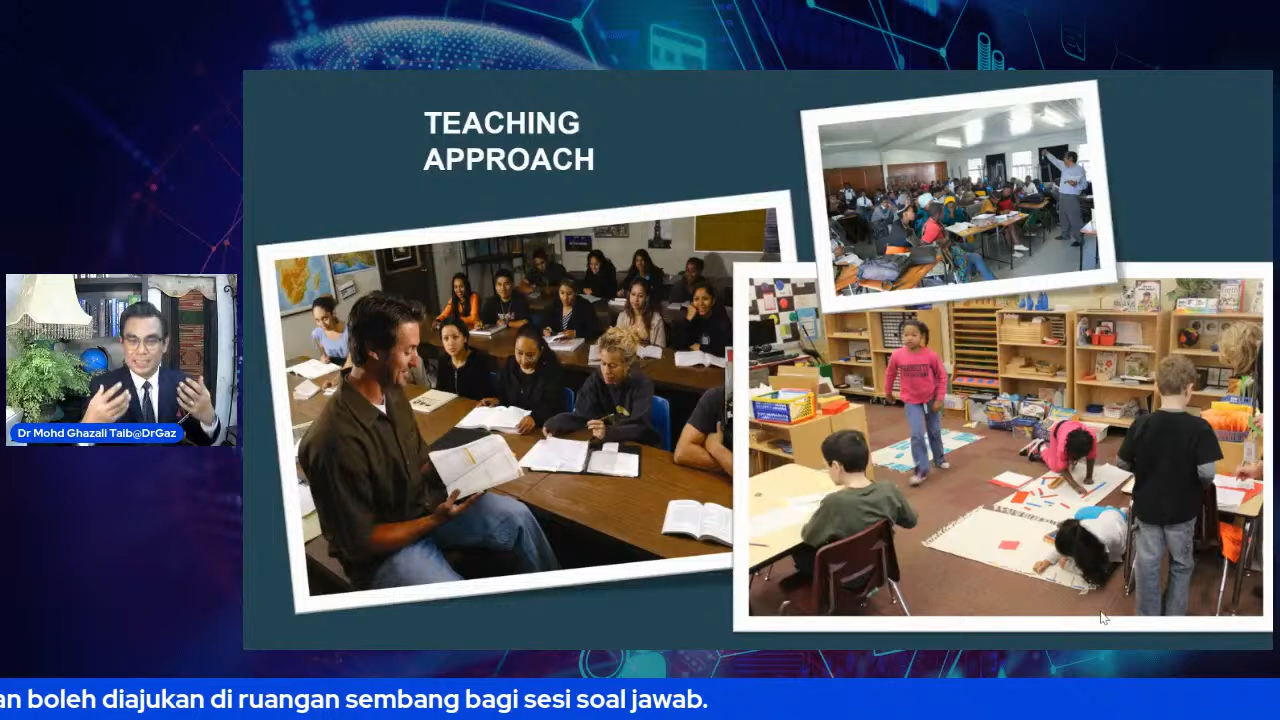 TEACHING
APPROACH
Dr Mohd Ghazali Taib@DrGaz
an boleh diajukan di ruangan sembang bagi sesi soal jawab.